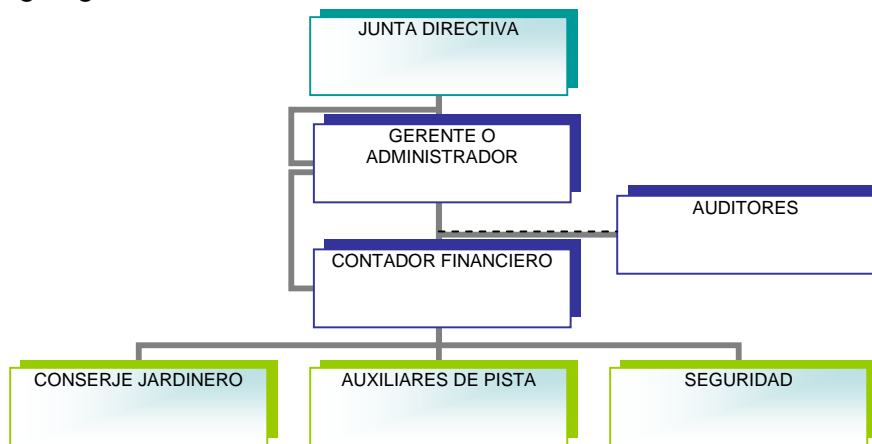 JUNTA DIRECTIVA
GERENTE O
ADMINISTRADOR
AUDITORES
CONTADOR FINANCIERO
CONSERJE JARDINERO
AUXILIARES DE PISTA
SEGURIDAD